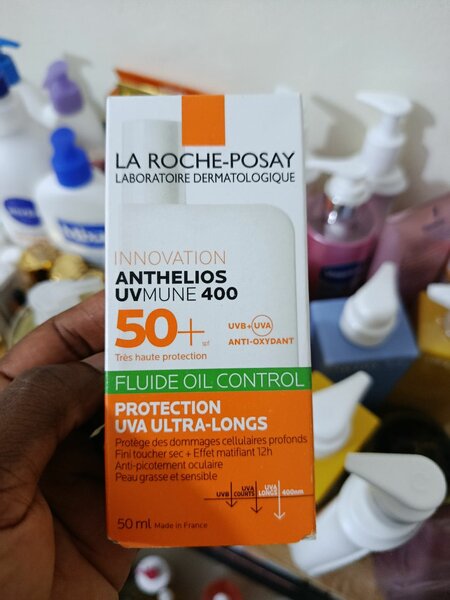 LA ROCHE-POSAY
LABORATOIRE DERMATOLOGIQUE
INNOVATION
ANTHELIOS
UVMUNE 400
50+
SPF
Très haute protection
UVB+UVA
ANTI-OXYDANT
FLUIDE OIL CONTROL
PROTECTION
UVA ULTRA-LONGS
Protège des dommages cellulaires profonds
Fini toucher sec + Effet matifiant 12h
Anti-picotement oculaire
Peau grasse et sensible
UVB
UVA COURTS
UVA LONGS
400nm
50 ml Made in France